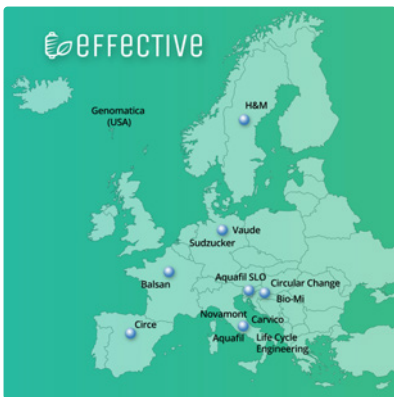 effective
Genomatica
(USA)
H&M
Vaude
Sudzucker
Balsan
Aquafil SLO
Circular Change
Bio-Mi
Circe
Novamont
Carvico
Aquafil
Life Cycle
Engineering